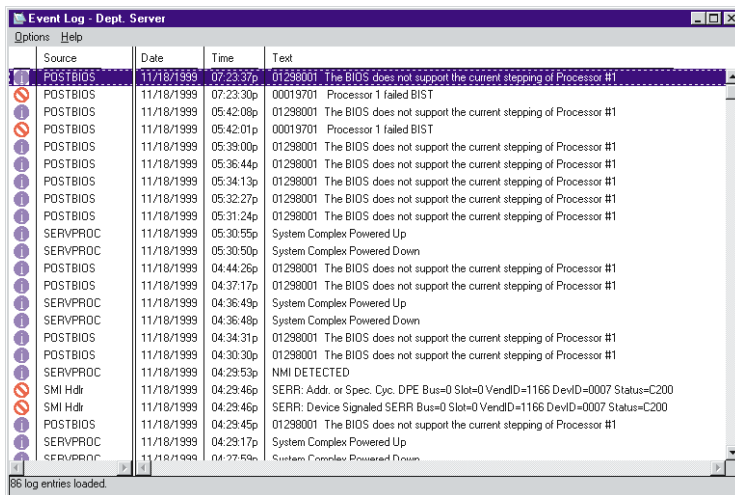 Event Log - Dept. Server
Options Help
Source Date Time Text
POSTBIOS 11/18/1999 07:23:37p 01298001 The BIOS does not support the current stepping of Processor #1
POSTBIOS 11/18/1999 07:23:30p 00019701 Processor 1 failed BIST
POSTBIOS 11/18/1999 05:42:08p 01298001 The BIOS does not support the current stepping of Processor #1
POSTBIOS 11/18/1999 05:42:01p 00019701 Processor 1 failed BIST
POSTBIOS 11/18/1999 05:39:00p 01298001 The BIOS does not support the current stepping of Processor #1
POSTBIOS 11/18/1999 05:36:44p 01298001 The BIOS does not support the current stepping of Processor #1
POSTBIOS 11/18/1999 05:34:13p 01298001 The BIOS does not support the current stepping of Processor #1
POSTBIOS 11/18/1999 05:32:27p 01298001 The BIOS does not support the current stepping of Processor #1
POSTBIOS 11/18/1999 05:31:24p 01298001 The BIOS does not support the current stepping of Processor #1
SERVPROC 11/18/1999 05:30:55p System Complex Powered Up
SERVPROC 11/18/1999 05:30:50p System Complex Powered Down
POSTBIOS 11/18/1999 04:44:26p 01298001 The BIOS does not support the current stepping of Processor #1
POSTBIOS 11/18/1999 04:37:17p 01298001 The BIOS does not support the current stepping of Processor #1
SERVPROC 11/18/1999 04:36:49p System Complex Powered Up
SERVPROC 11/18/1999 04:36:48p System Complex Powered Down
POSTBIOS 11/18/1999 04:34:31p 01298001 The BIOS does not support the current stepping of Processor #1
POSTBIOS 11/18/1999 04:30:30p 01298001 The BIOS does not support the current stepping of Processor #1
SERVPROC 11/18/1999 04:29:53p NMI DETECTED
SMI Hdlr 11/18/1999 04:29:46p SERR: Addr. or Spec. Cyc. DPE Bus=0 Slot=0 VendID=1166 DevID=0007 Status=C200
SMI Hdlr 11/18/1999 04:29:46p SERR: Device Signaled SERR Bus=0 Slot=0 VendID=1166 DevID=0007 Status=C200
POSTBIOS 11/18/1999 04:29:45p 01298001 The BIOS does not support the current stepping of Processor #1
SERVPROC 11/18/1999 04:29:17p System Complex Powered Up
SERVPROC 11/18/1999 04:27:59p System Complex Powered Down
86 log entries loaded.